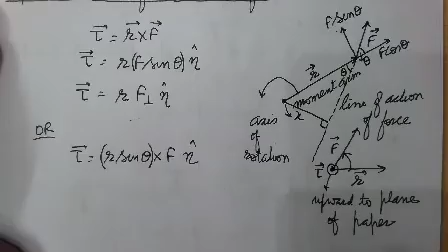 τ⃗ = r⃗ × F⃗
τ⃗ = r (F sinθ) n̂
τ⃗ = r F⊥ n̂
OR
τ⃗ = (r sinθ) × F n̂
F sinθ
F⃗
F cosθ
θ
θ
r⃗
moment arm
x
line of action
of
force
axis
of
rotation
F⃗
τ⃗
r⃗
upward to plane
of paper